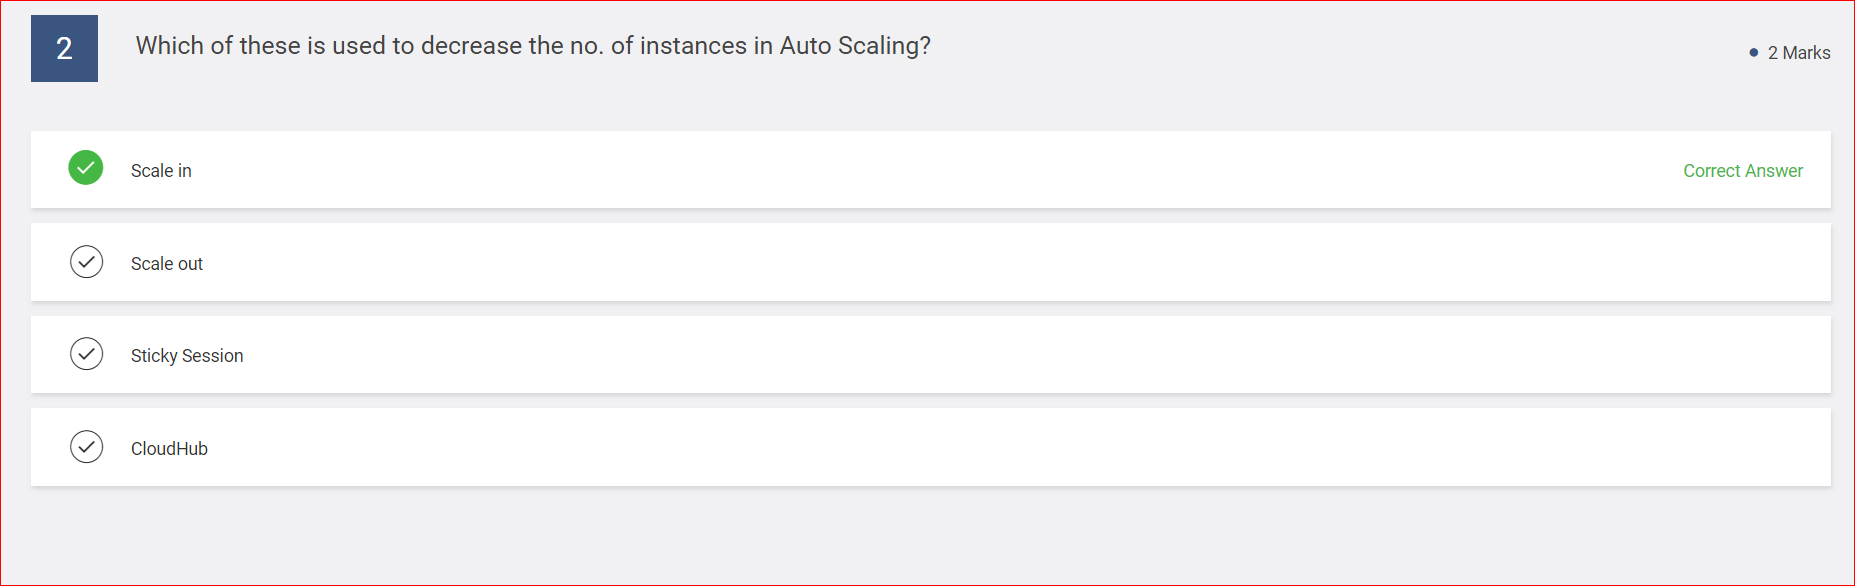 2
Which of these is used to decrease the no. of instances in Auto Scaling?
2 Marks
Scale in
Correct Answer
Scale out
Sticky Session
CloudHub